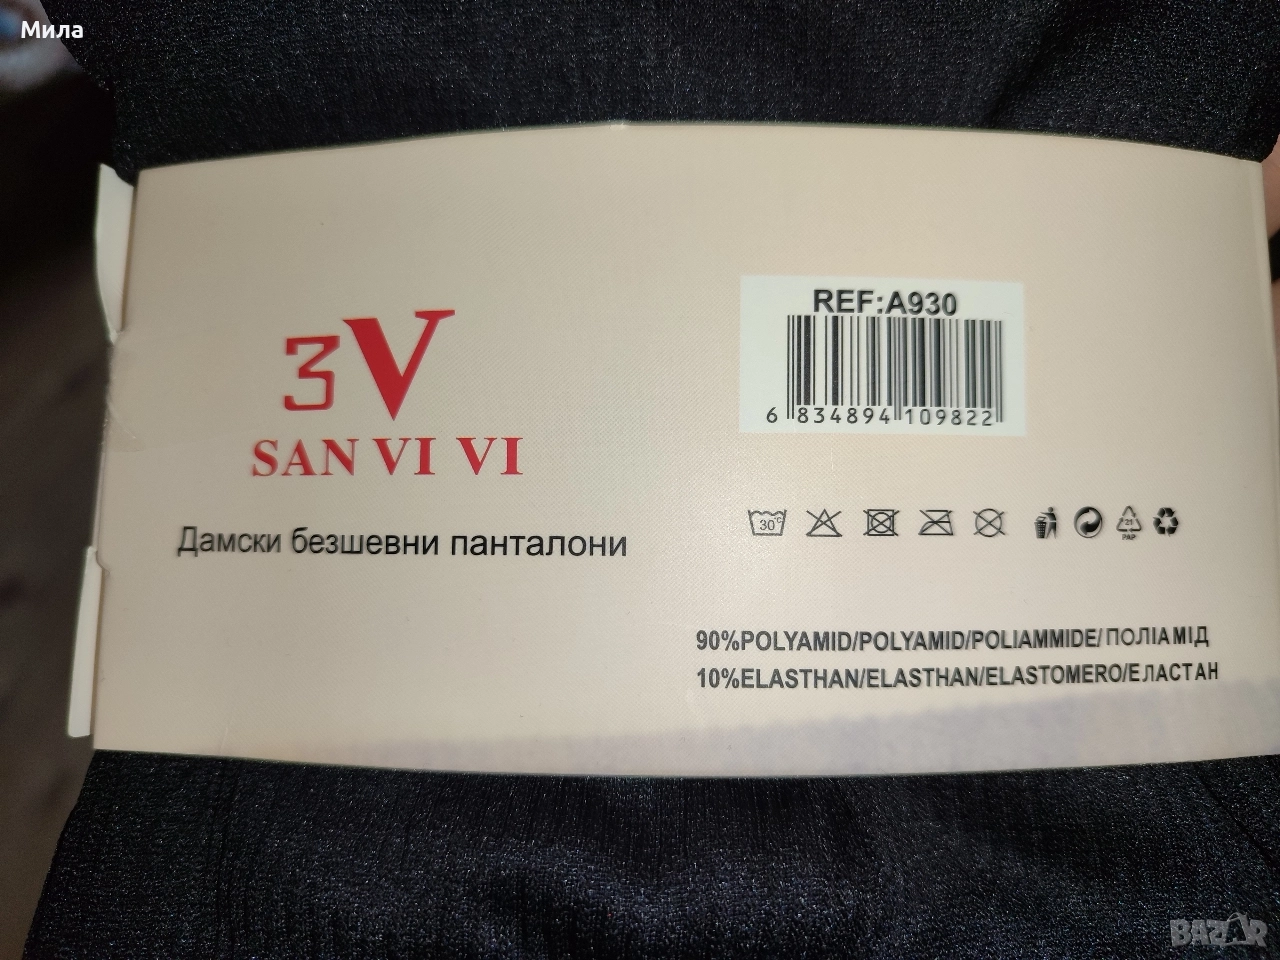 Мила
3V
SAN VI VI
Дамски безшевни панталони
REF:A930
6 834894 109822
30°C
21
PAP
90%POLYAMID/POLYAMID/POLIAMMIDE/ПОЛІАМІД
10%ELASTHAN/ELASTHAN/ELASTOMERO/ЕЛАСТАН
BAZAR